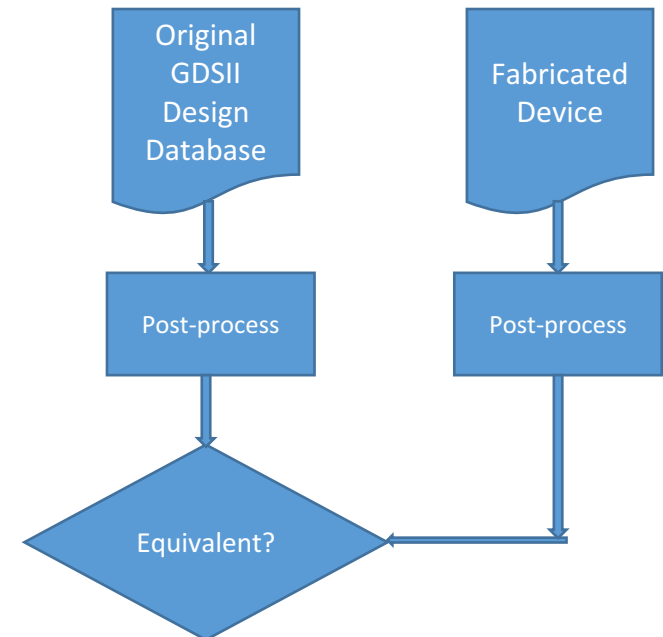 Original
GDSII
Design
Database
Fabricated
Device
Post-process
Post-process
Equivalent?